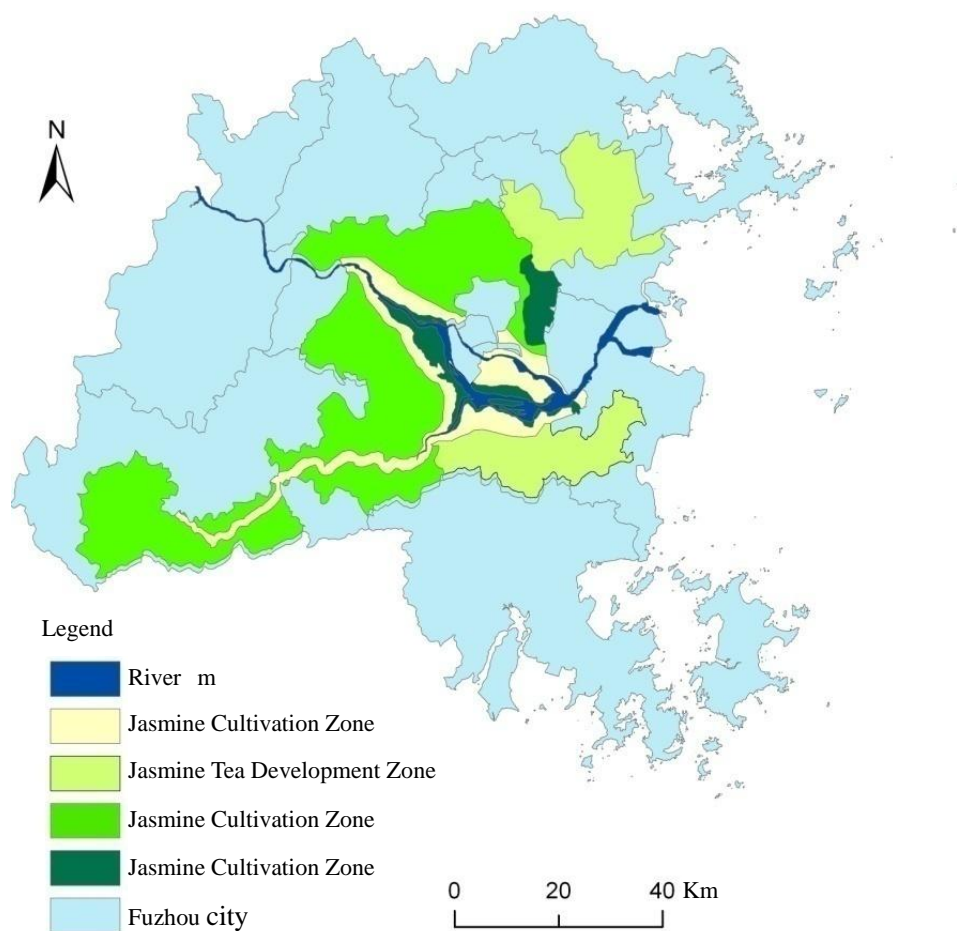 N
Legend
River m
Jasmine Cultivation Zone
Jasmine Tea Development Zone
Jasmine Cultivation Zone
Jasmine Cultivation Zone
Fuzhou city
0 20 40 Km